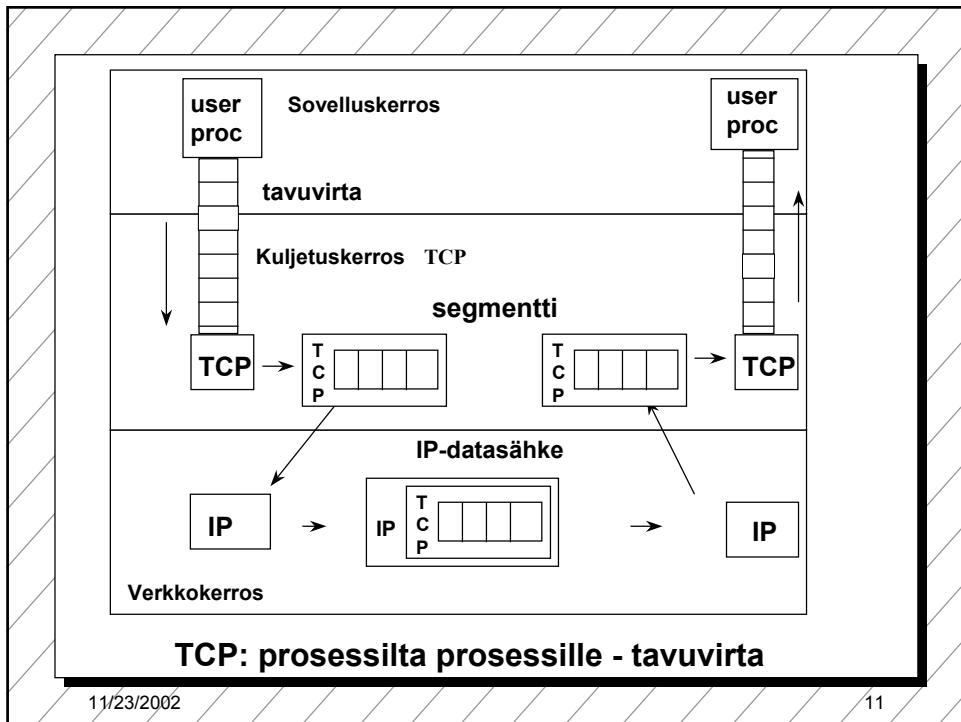 user
proc
Sovelluskerros
user
proc
tavuvirta
Kuljetuskerros TCP
segmentti
TCP
T
C
P
T
C
P
TCP
IP-datasähke
IP
IP
T
C
P
IP
Verkkokerros
TCP: prosessilta prosessille - tavuvirta
11/23/2002
11